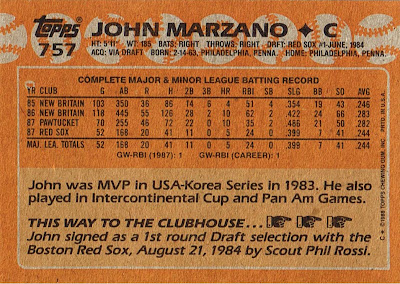 Topps
757
JOHN MARZANO ✦ C
HT: 5'11" WT: 185 BATS: RIGHT THROWS: RIGHT DRAFT: RED SOX #1-JUNE, 1984
ACQ: VIA DRAFT BORN: 2-14-63, PHILADELPHIA, PENNA. HOME: PHILADELPHIA, PENNA.
COMPLETE MAJOR & MINOR LEAGUE BATTING RECORD
YR CLUB G AB R H 2B 3B HR RBI SB SLG BB SO AVG
85 NEW BRITAIN 103 350 36 86 14 6 4 51 4 .354 19 43 .246
86 NEW BRITAIN 118 445 55 126 28 2 10 62 2 .422 24 66 .283
87 PAWTUCKET 70 255 46 72 22 0 10 35 2 .486 21 50 .282
87 RED SOX 52 168 20 41 11 0 5 24 0 .399 7 41 .244
MAJ. LEA. TOTALS 52 168 20 41 11 0 5 24 0 .399 7 41 .244
GW-RBI (1987): 1 GW-RBI (CAREER): 1
John was MVP in USA-Korea Series in 1983. He also
played in Intercontinental Cup and Pan Am Games.
THIS WAY TO THE CLUBHOUSE...
John signed as a 1st round Draft selection with the
Boston Red Sox, August 21, 1984 by Scout Phil Rossi.
C ✶ © 1988 TOPPS CHEWING GUM, INC. PRTD. IN U.S.A.